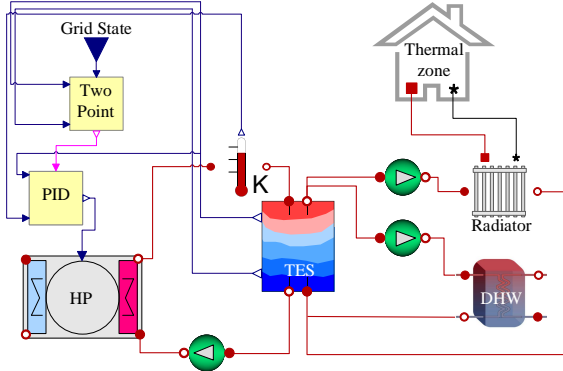 Grid State
Thermal
zone
Two
Point
K
PID
Radiator
TES
HP
DHW